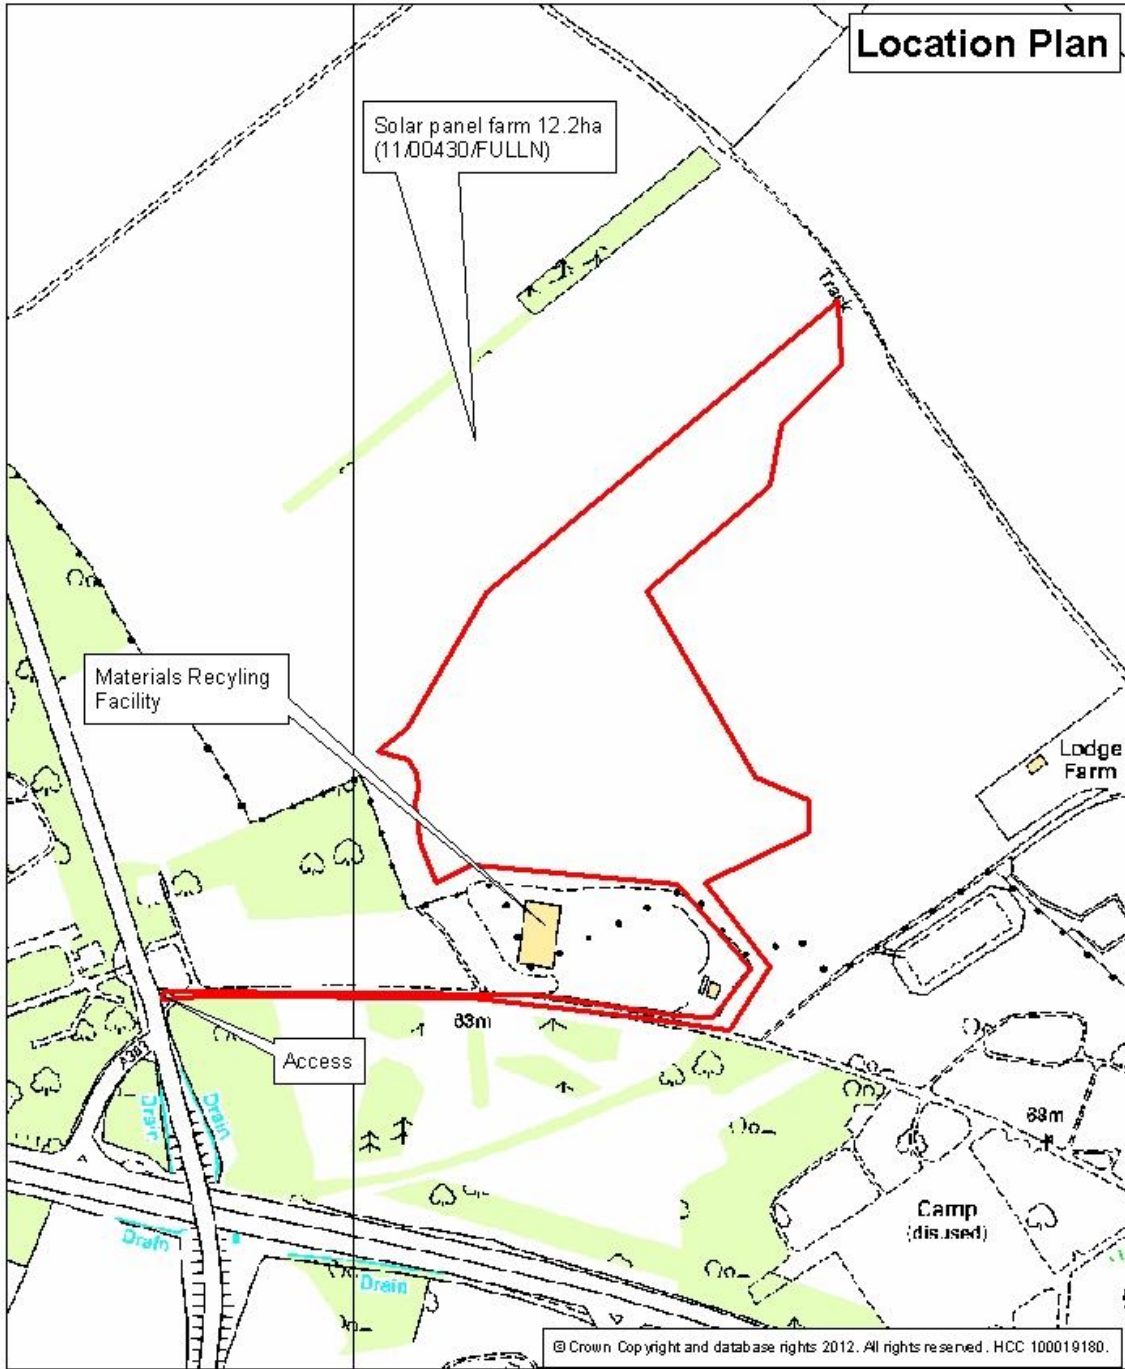 Location Plan
Solar panel farm 12.2ha
(11/00430/FULLN)
Track
Materials Recyling
Facility
Lodge
Farm
83m
Access
A303
Drain
Drain
88m
Camp
(disused)
Drain
Drain
© Crown Copyright and database rights 2012. All rights reserved. HCC 100019180.